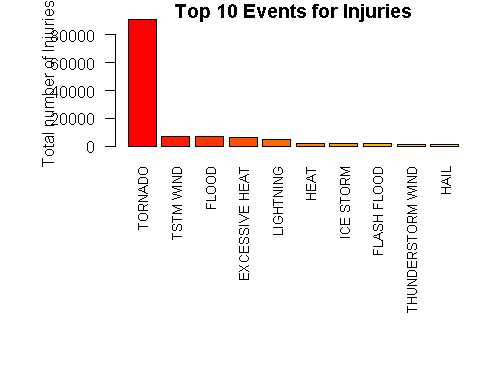 Top 10 Events for Injuries
Total number of Injuries
80000
60000
40000
20000
0
TORNADO
TSTM WIND
FLOOD
EXCESSIVE HEAT
LIGHTNING
HEAT
ICE STORM
FLASH FLOOD
THUNDERSTORM WIND
HAIL